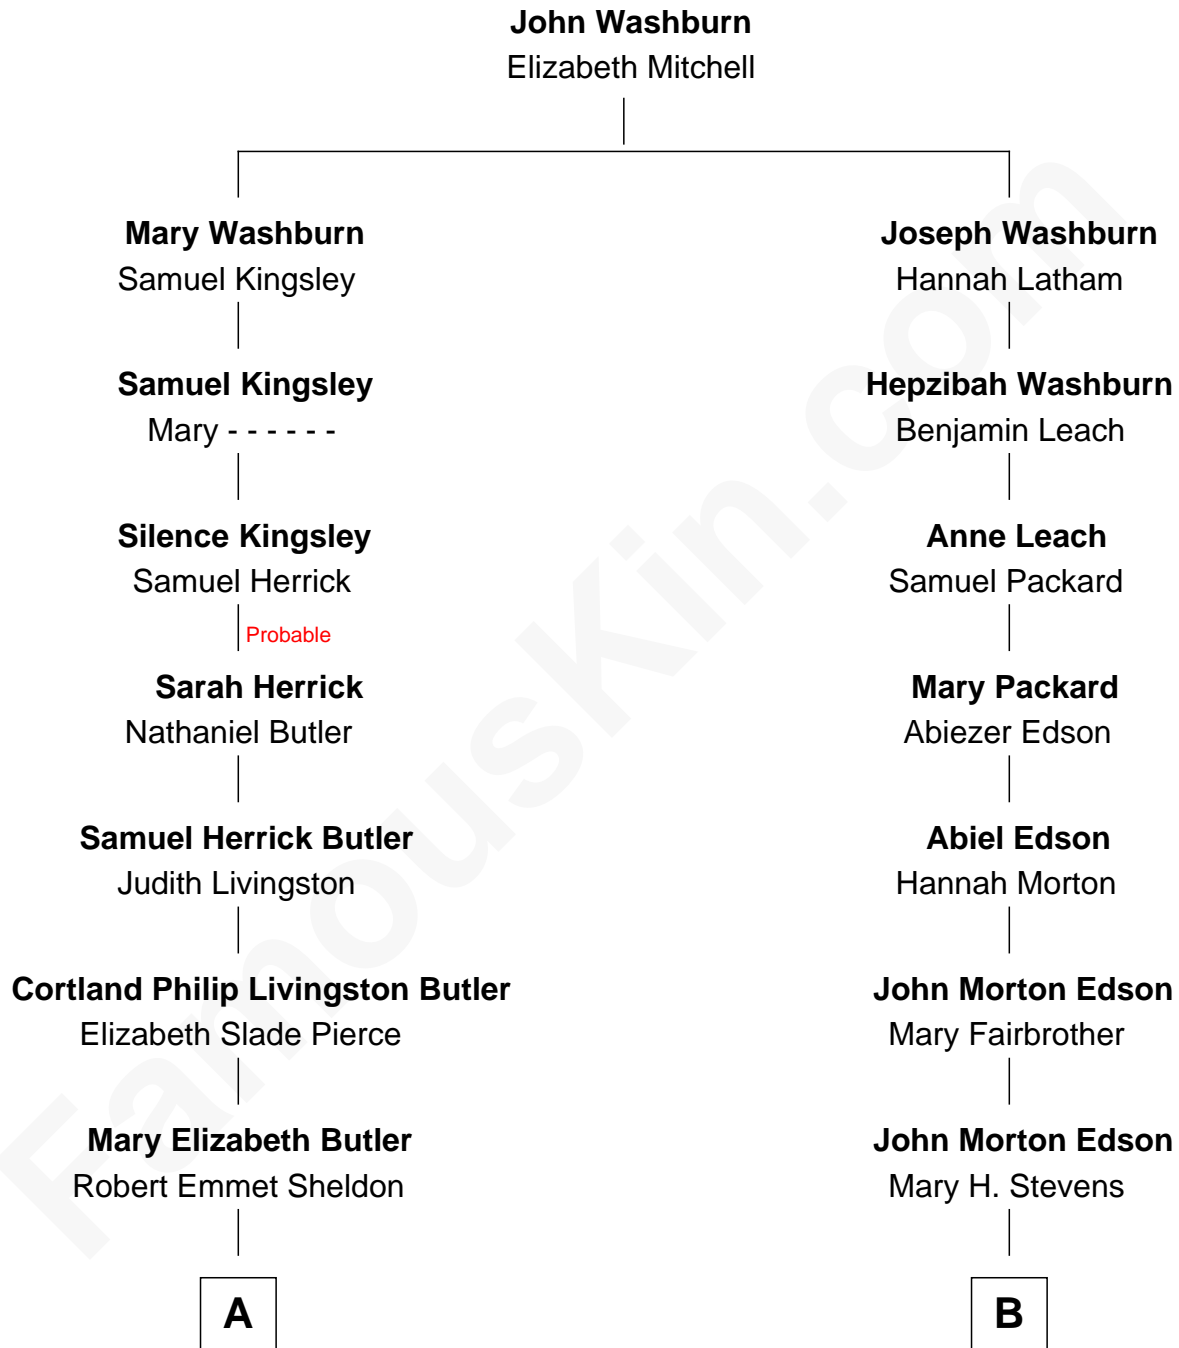 John Washburn
Elizabeth Mitchell
Mary Washburn
Samuel Kingsley
Joseph Washburn
Hannah Latham
Samuel Kingsley
Mary - - - - - -
Hepzibah Washburn
Benjamin Leach
Silence Kingsley
Samuel Herrick
Anne Leach
Samuel Packard
Probable
Sarah Herrick
Nathaniel Butler
Mary Packard
Abiezer Edson
Samuel Herrick Butler
Judith Livingston
Abiel Edson
Hannah Morton
Cortland Philip Livingston Butler
Elizabeth Slade Pierce
John Morton Edson
Mary Fairbrother
Mary Elizabeth Butler
Robert Emmet Sheldon
John Morton Edson
Mary H. Stevens
A
B
FamousKin.com